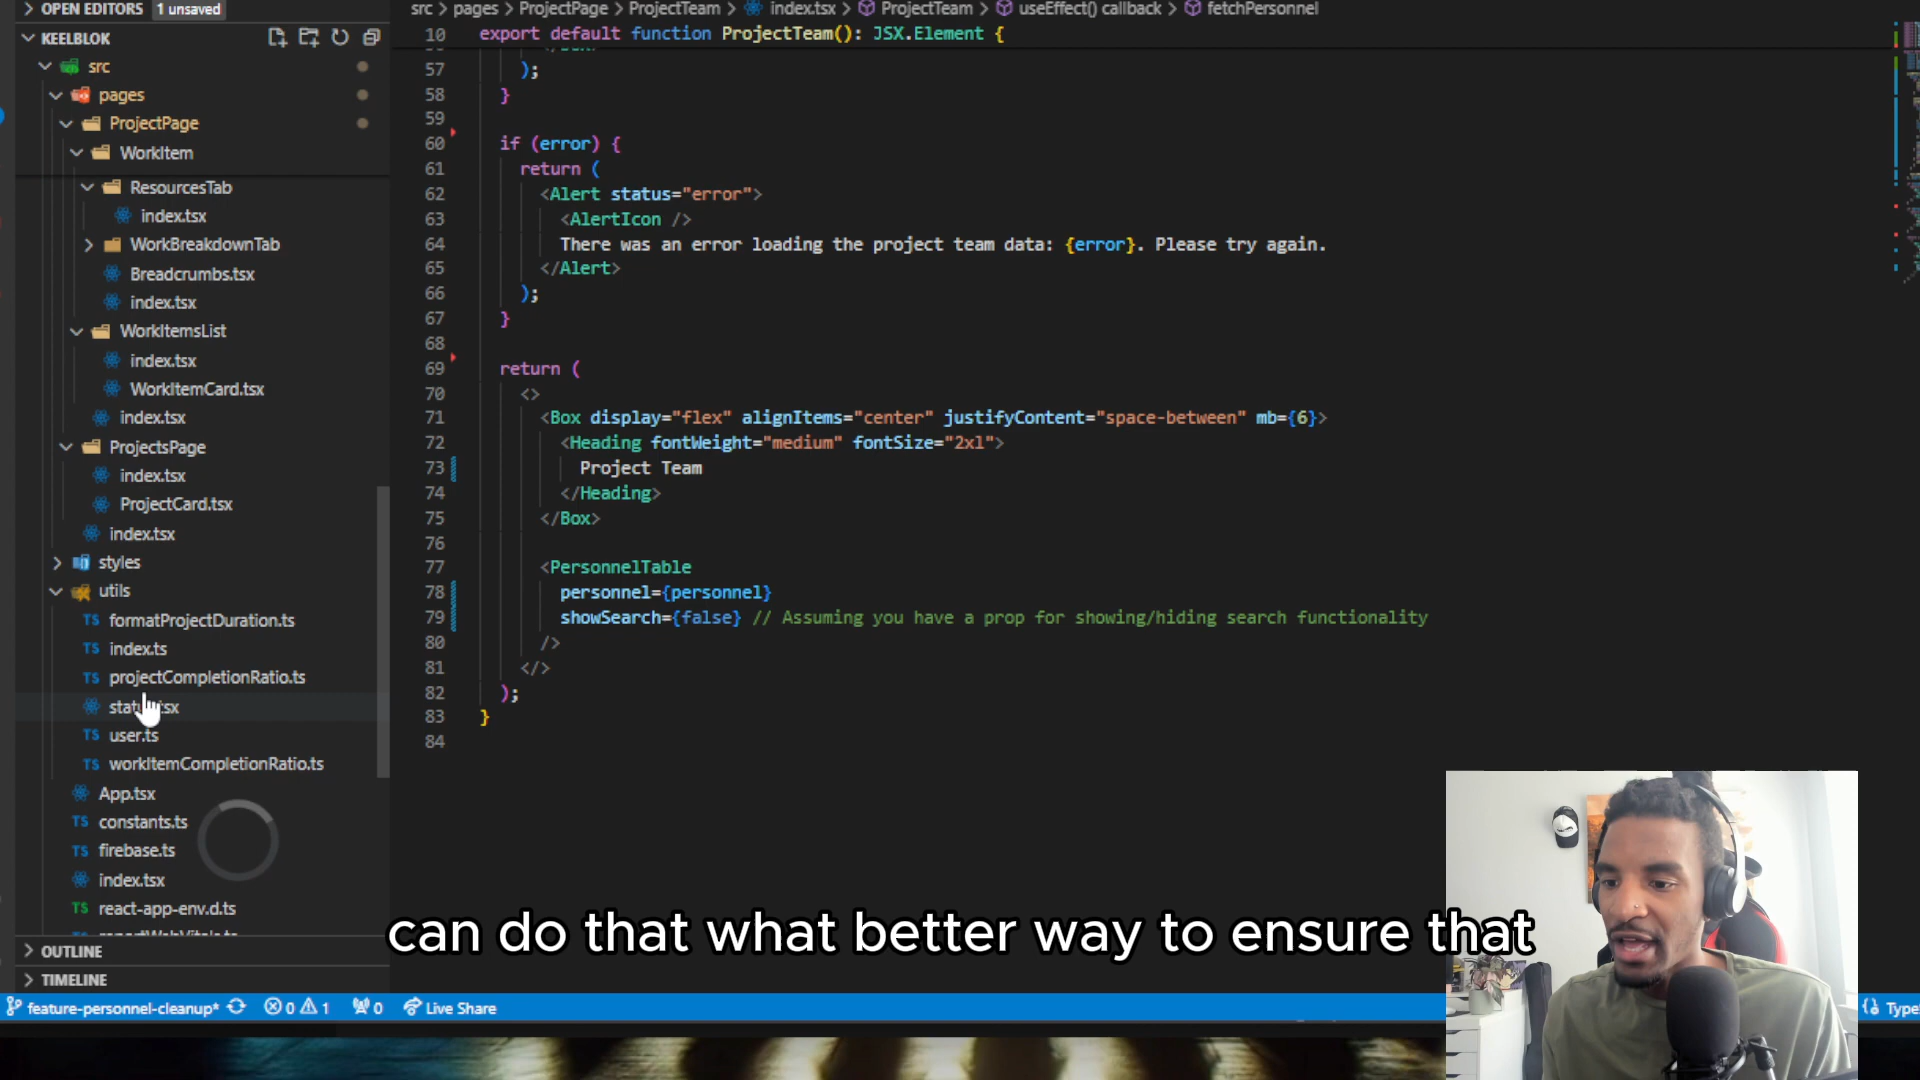 OPEN EDITORS 1 unsaved
KEELBLOK
src
pages
ProjectPage
WorkItem
ResourcesTab
index.tsx
WorkBreakdownTab
Breadcrumbs.tsx
index.tsx
WorkItemsList
index.tsx
WorkItemCard.tsx
index.tsx
ProjectsPage
index.tsx
ProjectCard.tsx
index.tsx
styles
utils
TS formatProjectDuration.ts
TS index.ts
TS projectCompletionRatio.ts
TS user.ts
TS workItemCompletionRatio.ts
App.tsx
TS constants.ts
TS firebase.ts
index.tsx
TS react-app-env.d.ts
OUTLINE
TIMELINE
src > pages > ProjectPage > ProjectTeam > index.tsx > ProjectTeam > useEffect() callback > fetchPersonnel
10 export default function ProjectTeam(): JSX.Element {
57 );
58 }
59
60 if (error) {
61 return (
62 <Alert status="error">
63 <AlertIcon />
64 There was an error loading the project team data: {error}. Please try again.
65 </Alert>
66 );
67 }
68
69 return (
70 <>
71 <Box display="flex" alignItems="center" justifyContent="space-between" mb={6}>
72 <Heading fontWeight="medium" fontSize="2xl">
73 Project Team
74 </Heading>
75 </Box>
76
77 <PersonnelTable
78 personnel={personnel}
79 showSearch={false} // Assuming you have a prop for showing/hiding search functionality
80 />
81 </>
82 );
83 }
84
can do that what better way to ensure that
feature-personnel-cleanup* 0 1 0 Live Share